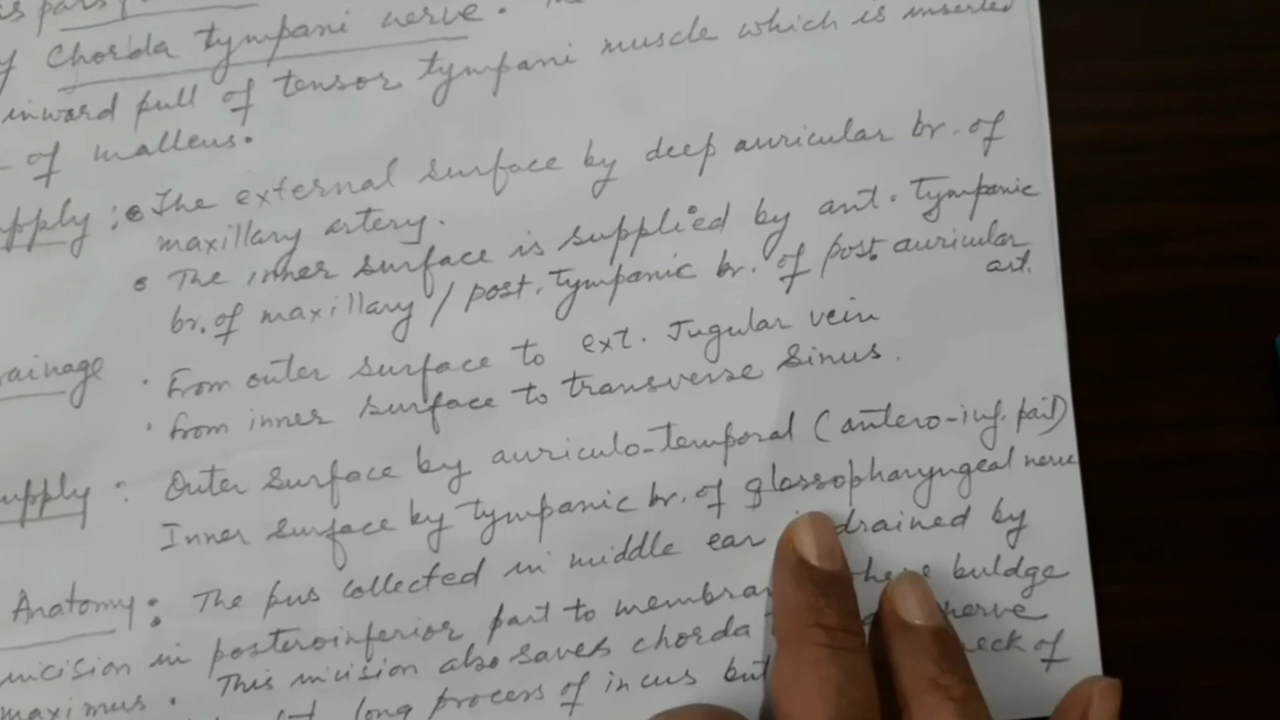 Chorda tympani nerve.
inward pull of tensor tympani muscle which is inserted
of malleus.
The external surface by deep auricular br. of
maxillary artery.
The inner surface is supplied by ant. tympanic
br. of maxillary / post. tympanic br. of post auricular
art.
From outer surface to ext. Jugular vein
from inner surface to transverse sinus.
Outer surface by auriculo-temporal (antero-inf. part)
Inner surface by tympanic br. of glossopharyngeal nerve
Anatomy: The pus collected in middle ear drained by
incision in posteroinferior part to buldge
maximus. This incision also saves chorda nerve
long process of incus but neck of